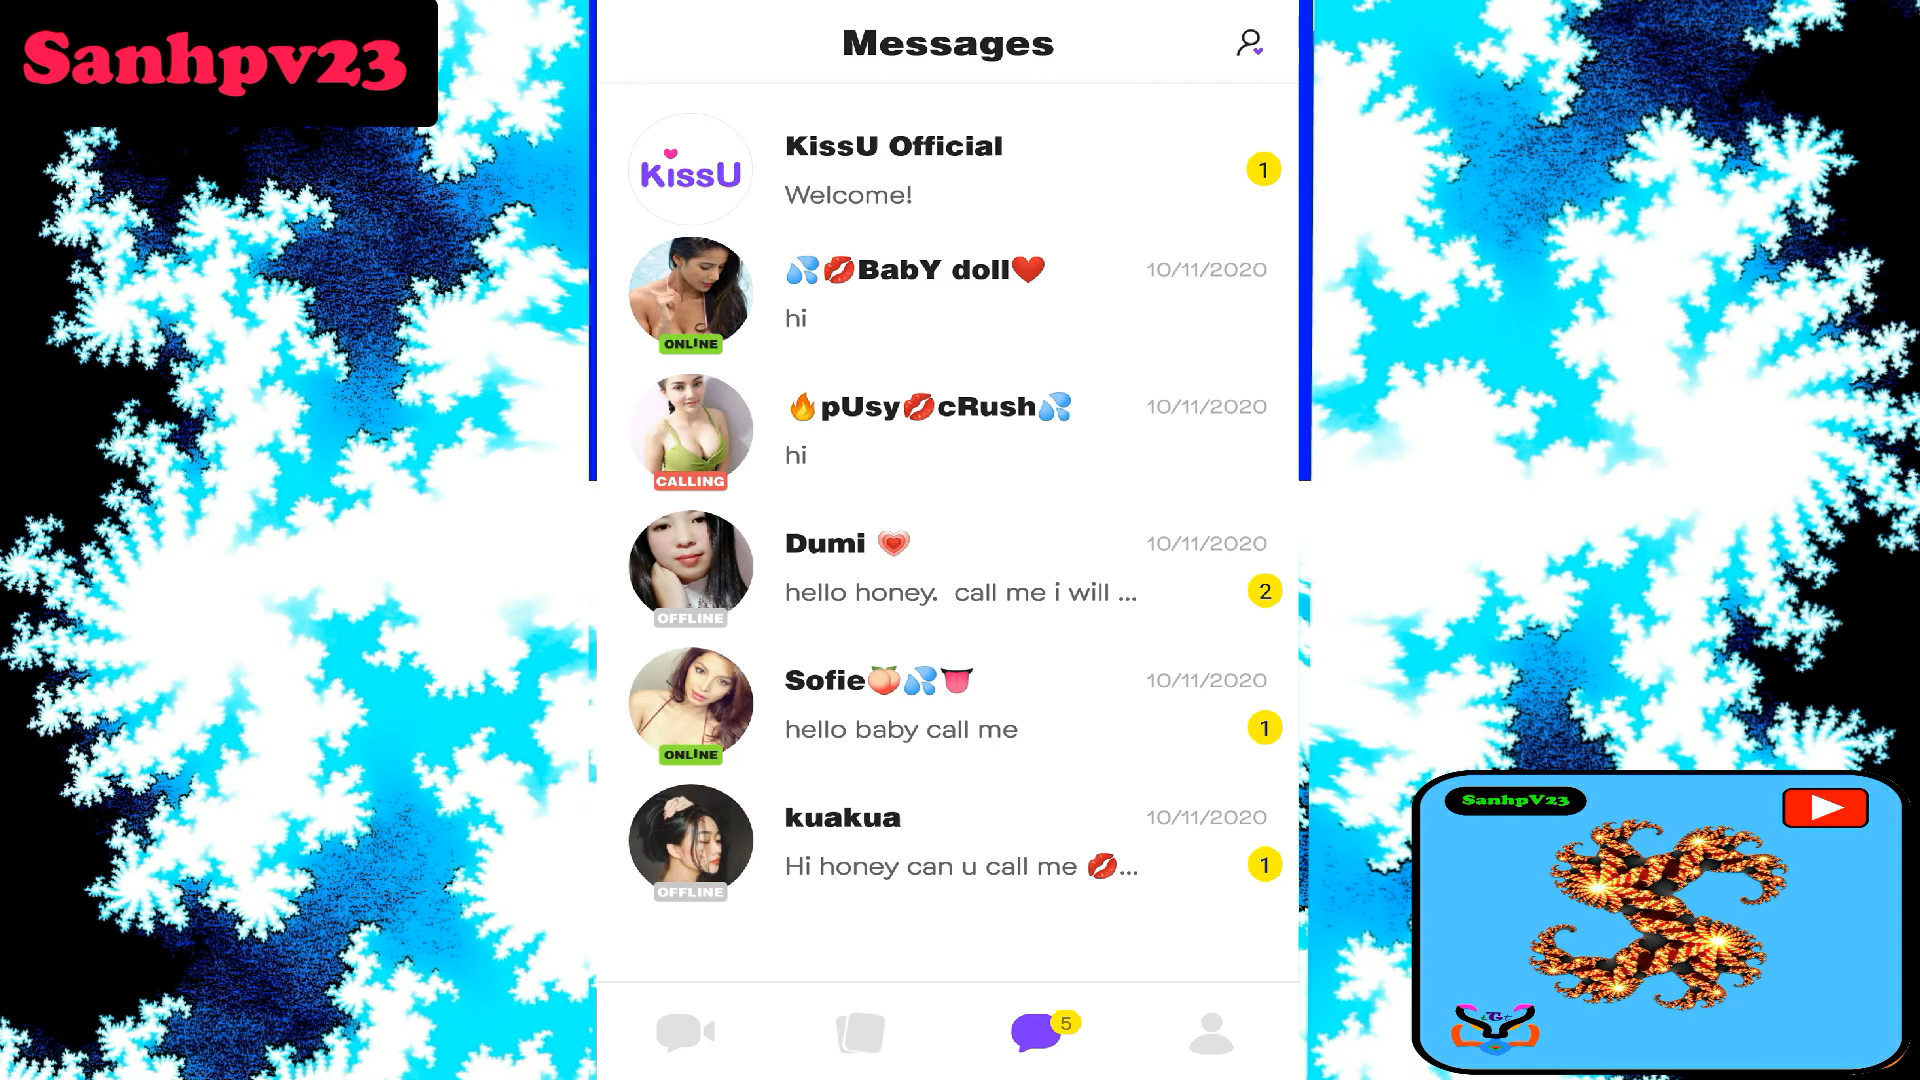 Sanhpv23
Messages
KissU Official
KissU
Welcome!
1
💦💋BabY doll❤️
10/11/2020
hi
ONLINE
🔥pUsy💋cRush💦
10/11/2020
hi
CALLING
Dumi 💗
10/11/2020
hello honey.  call me i will ...
2
OFFLINE
Sofie🍑💦👅
10/11/2020
hello baby call me
1
ONLINE
SanhpV23
kuakua
10/11/2020
Hi honey can u call me 💋...
1
OFFLINE
5